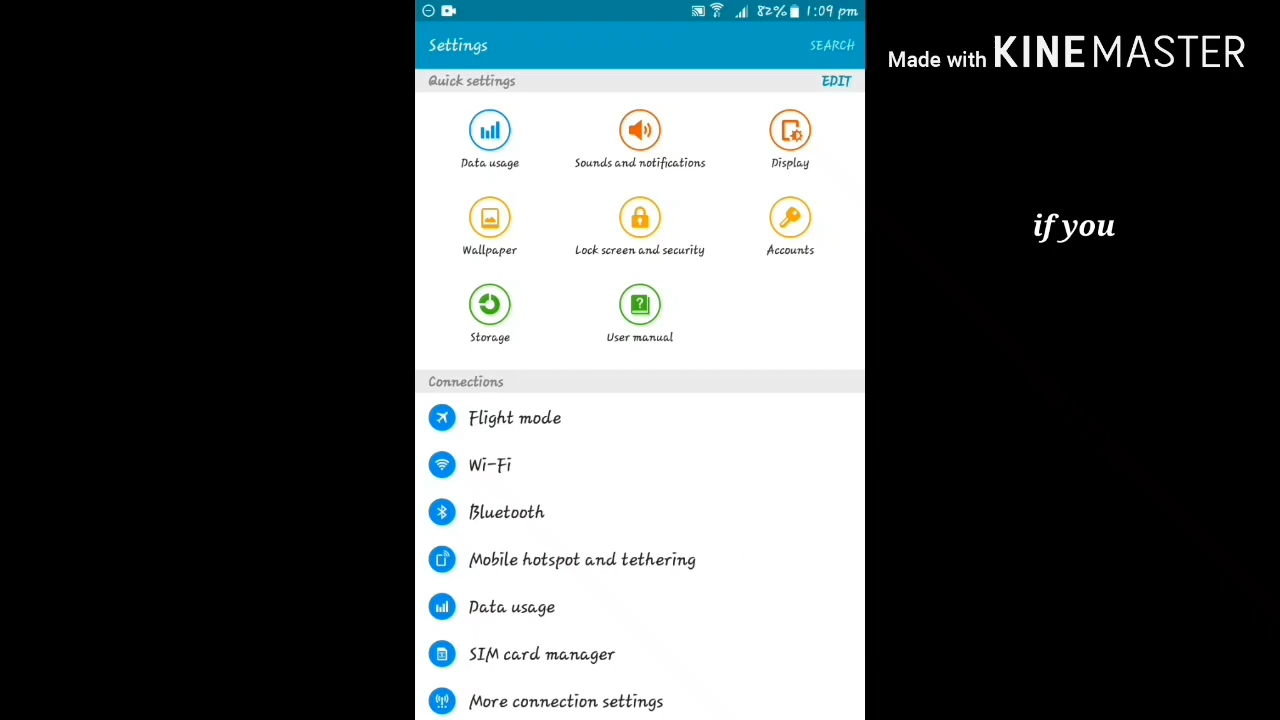 82% 1:09 pm
Settings SEARCH
Quick settings EDIT
Data usage Sounds and notifications Display
Wallpaper Lock screen and security Accounts
Storage User manual
Connections
Flight mode
Wi-Fi
Bluetooth
Mobile hotspot and tethering
Data usage
SIM card manager
More connection settings
Made with KINEMASTER
if you